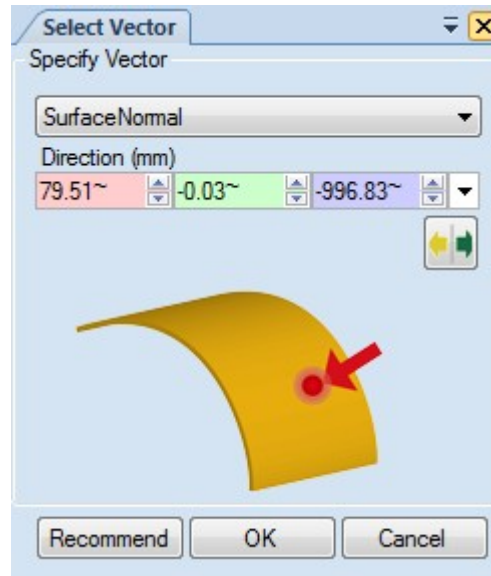 Select Vector
Specify Vector
SurfaceNormal
Direction (mm)
79.51~ -0.03~ -996.83~
Recommend OK Cancel